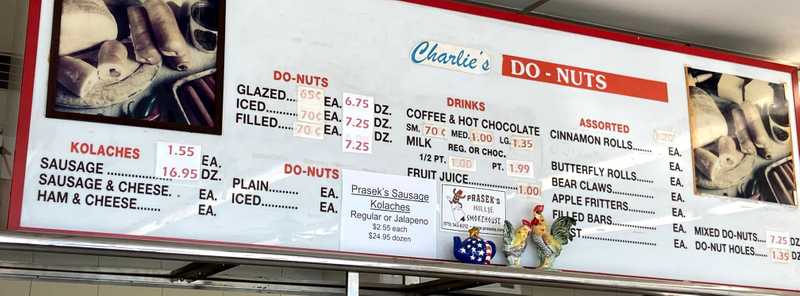 Charlie's DO-NUTS
KOLACHES
SAUSAGE ....... 1.55 EA.
16.95 DZ.
SAUSAGE & CHEESE. EA.
HAM & CHEESE....... EA.
DO-NUTS
GLAZED.... 65¢ EA. 6.75 DZ.
ICED........... 70¢ EA. 7.25 DZ.
FILLED........ 70¢ EA. 7.25
DO-NUTS
PLAIN.......... EA.
ICED............ EA.
Prasek's Sausage
Kolaches
Regular or Jalapeno
$2.55 each
$24.95 dozen
DRINKS
COFFEE & HOT CHOCOLATE
SM. 70¢ MED. 1.00 LG. 1.35
MILK REG. OR CHOC.
1/2 PT. 1.00 PT. 1.99
FRUIT JUICE ........ 1.00
PRASEK'S
HILLJE
SMOKEHOUSE
ASSORTED
CINNAMON ROLLS..... EA.
BUTTERFLY ROLLS.... EA.
BEAR CLAWS........... EA.
APPLE FRITTERS....... EA.
FILLED BARS........... EA.
EA.
MIXED DO-NUTS... 7.25 DZ.
DO-NUT HOLES.... 1.35 DZ.